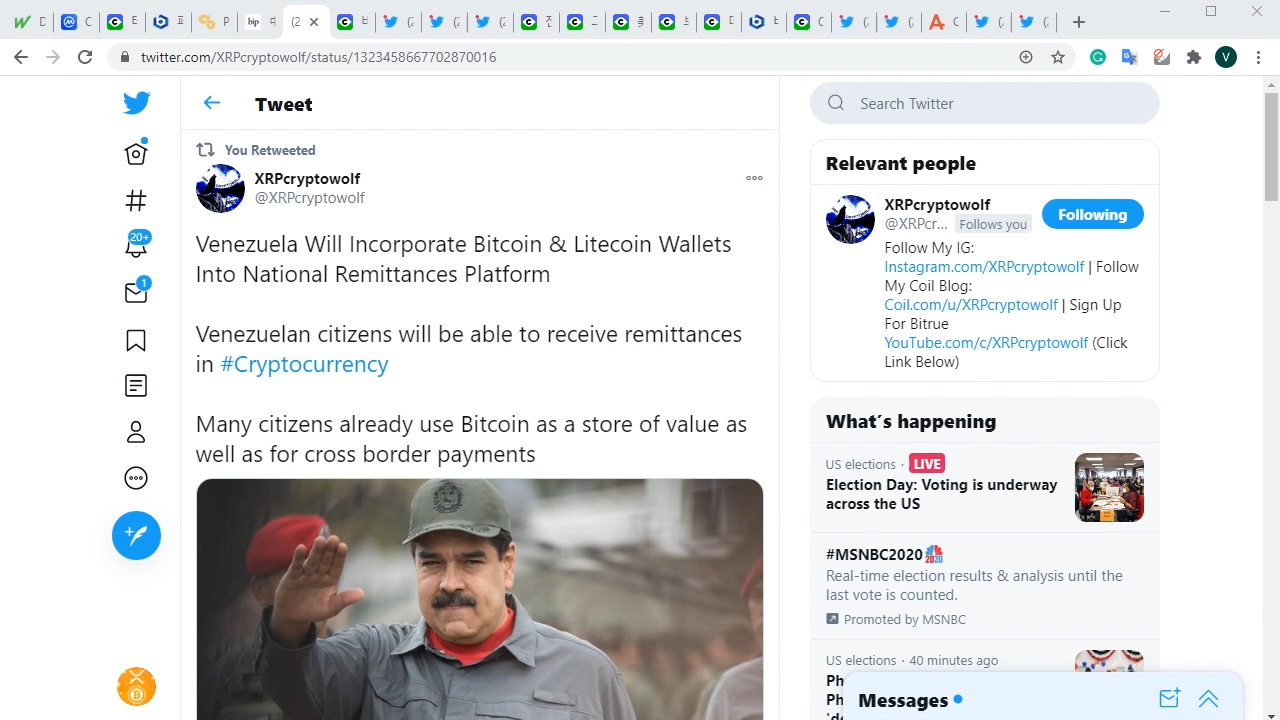 twitter.com/XRPcryptowolf/status/1323458667702870016
Tweet
Search Twitter
You Retweeted
XRPcryptowolf
@XRPcryptowolf
Venezuela Will Incorporate Bitcoin & Litecoin Wallets
Into National Remittances Platform
Venezuelan citizens will be able to receive remittances
in #Cryptocurrency
Many citizens already use Bitcoin as a store of value as
well as for cross border payments
20+
1
Relevant people
XRPcryptowolf
@XRPcr... Follows you
Following
Follow My IG:
Instagram.com/XRPcryptowolf | Follow
My Coil Blog:
Coil.com/u/XRPcryptowolf | Sign Up
For Bitrue
YouTube.com/c/XRPcryptowolf (Click
Link Below)
What´s happening
US elections · LIVE
Election Day: Voting is underway
across the US
#MSNBC2020
Real-time election results & analysis until the
last vote is counted.
Promoted by MSNBC
US elections · 40 minutes ago
Messages